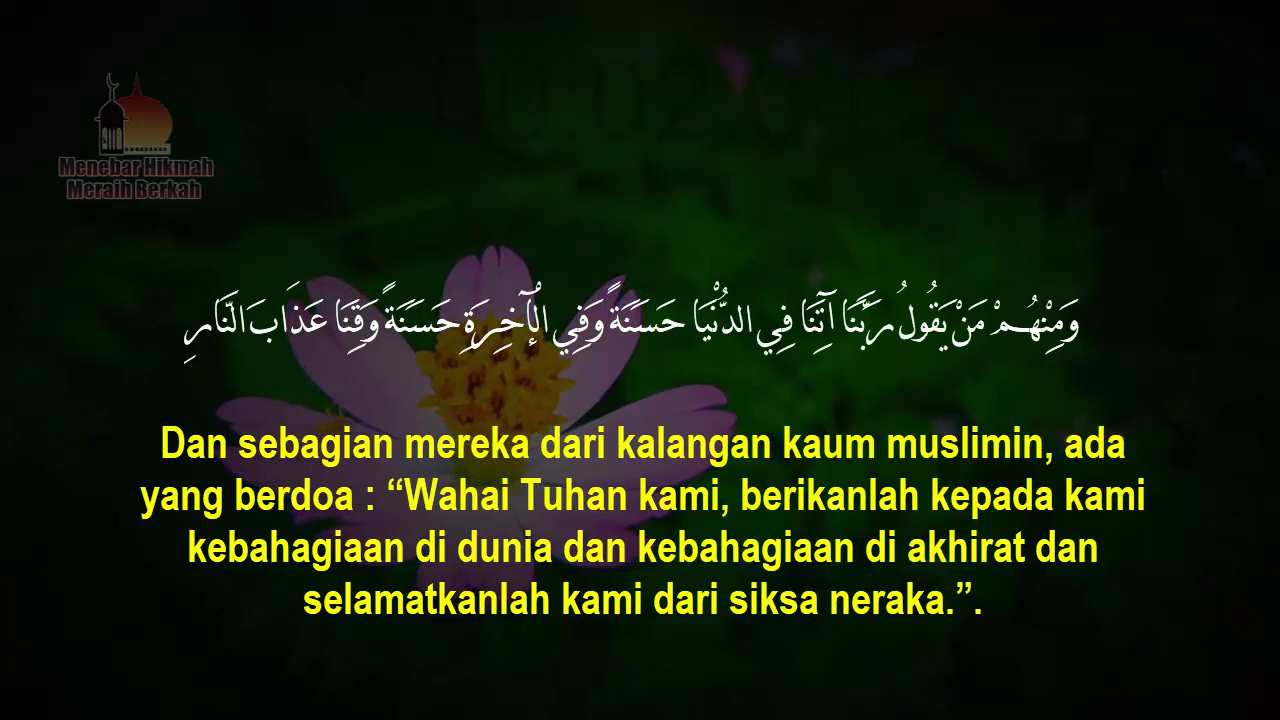 Menebar Hikmah
Meraih Berkah
وَمِنْهُمْ مَنْ يَقُولُ رَبَّنَا آتِنَا فِي الدُّنْيَا حَسَنَةً وَفِي الْآخِرَةِ حَسَنَةً وَقِنَا عَذَابَ النَّارِ
Dan sebagian mereka dari kalangan kaum muslimin, ada
yang berdoa : “Wahai Tuhan kami, berikanlah kepada kami
kebahagiaan di dunia dan kebahagiaan di akhirat dan
selamatkanlah kami dari siksa neraka.”.